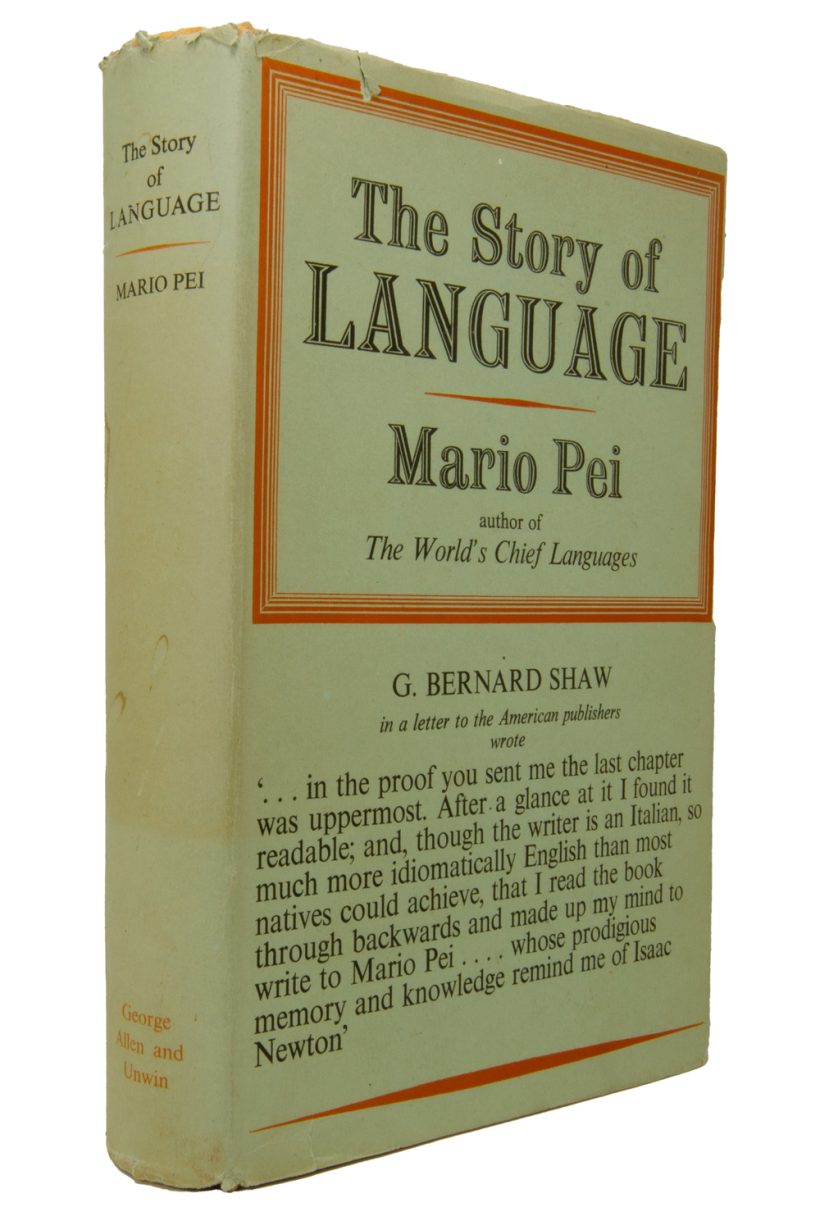 The Story
of
LANGUAGE
MARIO PEI
George
Allen and
Unwin
The Story of
LANGUAGE
Mario Pei
author of
The World's Chief Languages
G. BERNARD SHAW
in a letter to the American publishers
wrote
'. . . in the proof you sent me the last chapter
was uppermost. After a glance at it I found it
readable; and, though the writer is an Italian, so
much more idiomatically English than most
natives could achieve, that I read the book
through backwards and made up my mind to
write to Mario Pei . . . . whose prodigious
memory and knowledge remind me of Isaac
Newton'